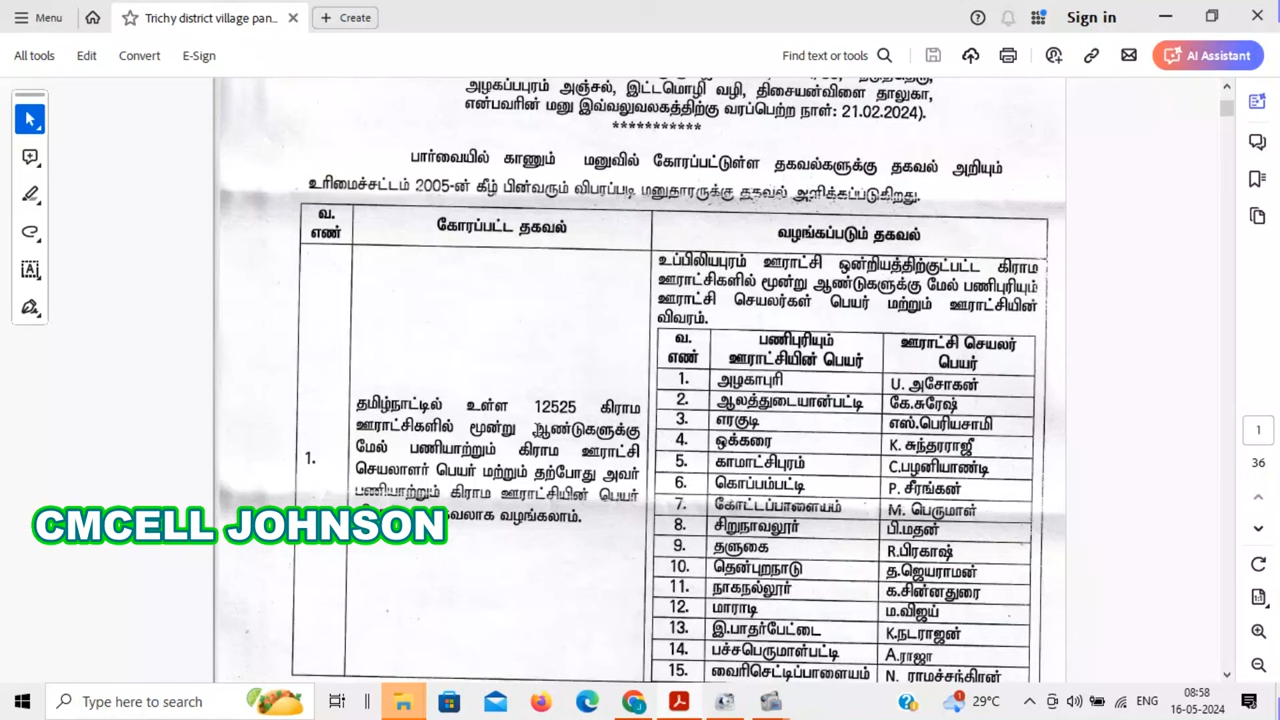 Menu
Trichy district village pan...
Create
Sign in
All tools
Edit
Convert
E-Sign
Find text or tools
AI Assistant
அழகப்பபுரம் அஞ்சல், இட்டமொழி வழி, திசையன்விளை தாலுகா,
என்பவரின் மனு இவ்வலுவலகத்திற்கு வரப்பெற்ற நாள்: 21.02.2024).
***********
பார்வையில் காணும் மனுவில் கோரப்பட்டுள்ள தகவல்களுக்கு தகவல் அறியும்
உரிமைச்சட்டம் 2005-ன் கீழ் பின்வரும் விபரப்படி மனுதாரருக்கு தகவல் அளிக்கப்படுகிறது.
வ. எண்
கோரப்பட்ட தகவல்
வழங்கப்படும் தகவல்
1.
தமிழ்நாட்டில் உள்ள 12525 கிராம
ஊராட்சிகளில் மூன்று ஆண்டுகளுக்கு
மேல் பணியாற்றும் கிராம ஊராட்சி
செயலாளர் பெயர் மற்றும் தற்போது அவர்
பணியாற்றும் கிராம ஊராட்சியின் பெயர்
வழங்கலாம்.
உப்பிலியபுரம் ஊராட்சி ஒன்றியத்திற்குட்பட்ட கிராம
ஊராட்சிகளில் மூன்று ஆண்டுகளுக்கு மேல் பணிபுரியும்
ஊராட்சி செயலர்கள் பெயர் மற்றும் ஊராட்சியின்
விவரம்.
வ. எண்
பணிபுரியும் ஊராட்சியின் பெயர்
ஊராட்சி செயலர் பெயர்
1. அழகாபுரி U. அசோகன்
2. ஆலத்துடையான்பட்டி கே.சுரேஷ்
3. எரகுடி எஸ்.பெரியசாமி
4. ஒக்கரை K. சுந்தரராஜீ
5. காமாட்சிபுரம் C.பழனியாண்டி
6. கொப்பம்பட்டி P. சீரங்கன்
7. கோட்டப்பாளையம் M. பெருமாள்
8. சிறுநாவலூர் பி.மதன்
9. தளுகை R.பிரகாஷ்
10. தென்புறநாடு த.ஜெயராமன்
11. நாகநல்லூர் க.சின்னதுரை
12. மாராடி ம.விஜய்
13. இ.பாதர்பேட்டை K.நடராஜன்
14. பச்சபெருமாள்பட்டி A.ராஜா
15. வைரிசெட்டிப்பாளையம் N. ராமச்சந்திரன்
CMCELL JOHNSON
1
36
Type here to search
29°C
ENG
08:58
16-05-2024